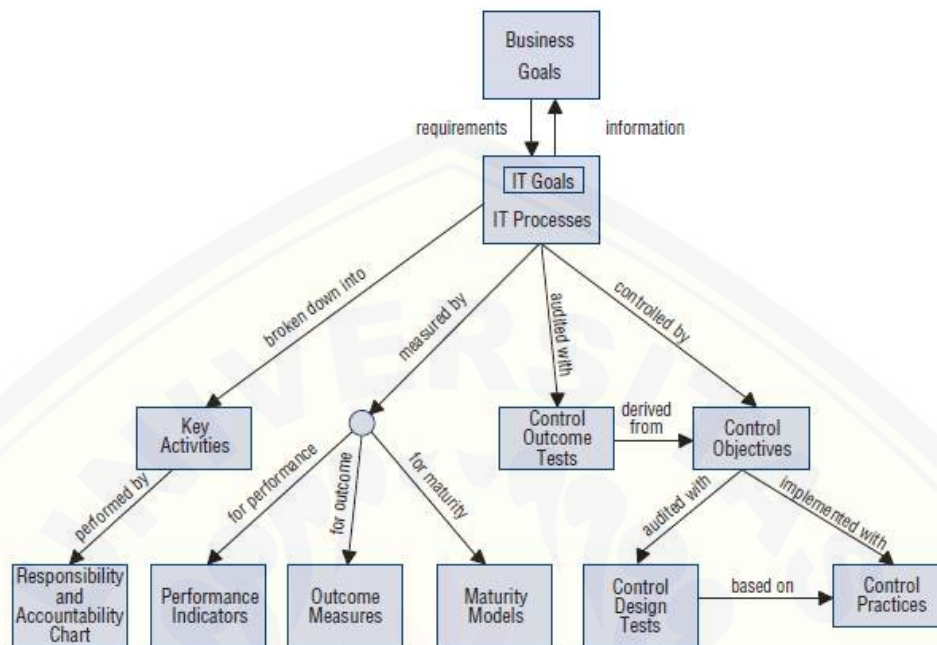 Business
Goals
requirements
information
IT Goals
IT Processes
broken down into
measured by
audited with
controlled by
Key
Activities
Control
Outcome
Tests
derived
from
Control
Objectives
performed by
for performance
for outcome
for maturity
audited with
implemented with
Responsibility
and
Accountability
Chart
Performance
Indicators
Outcome
Measures
Maturity
Models
Control
Design
Tests
based on
Control
Practices
UNIVERSITAS